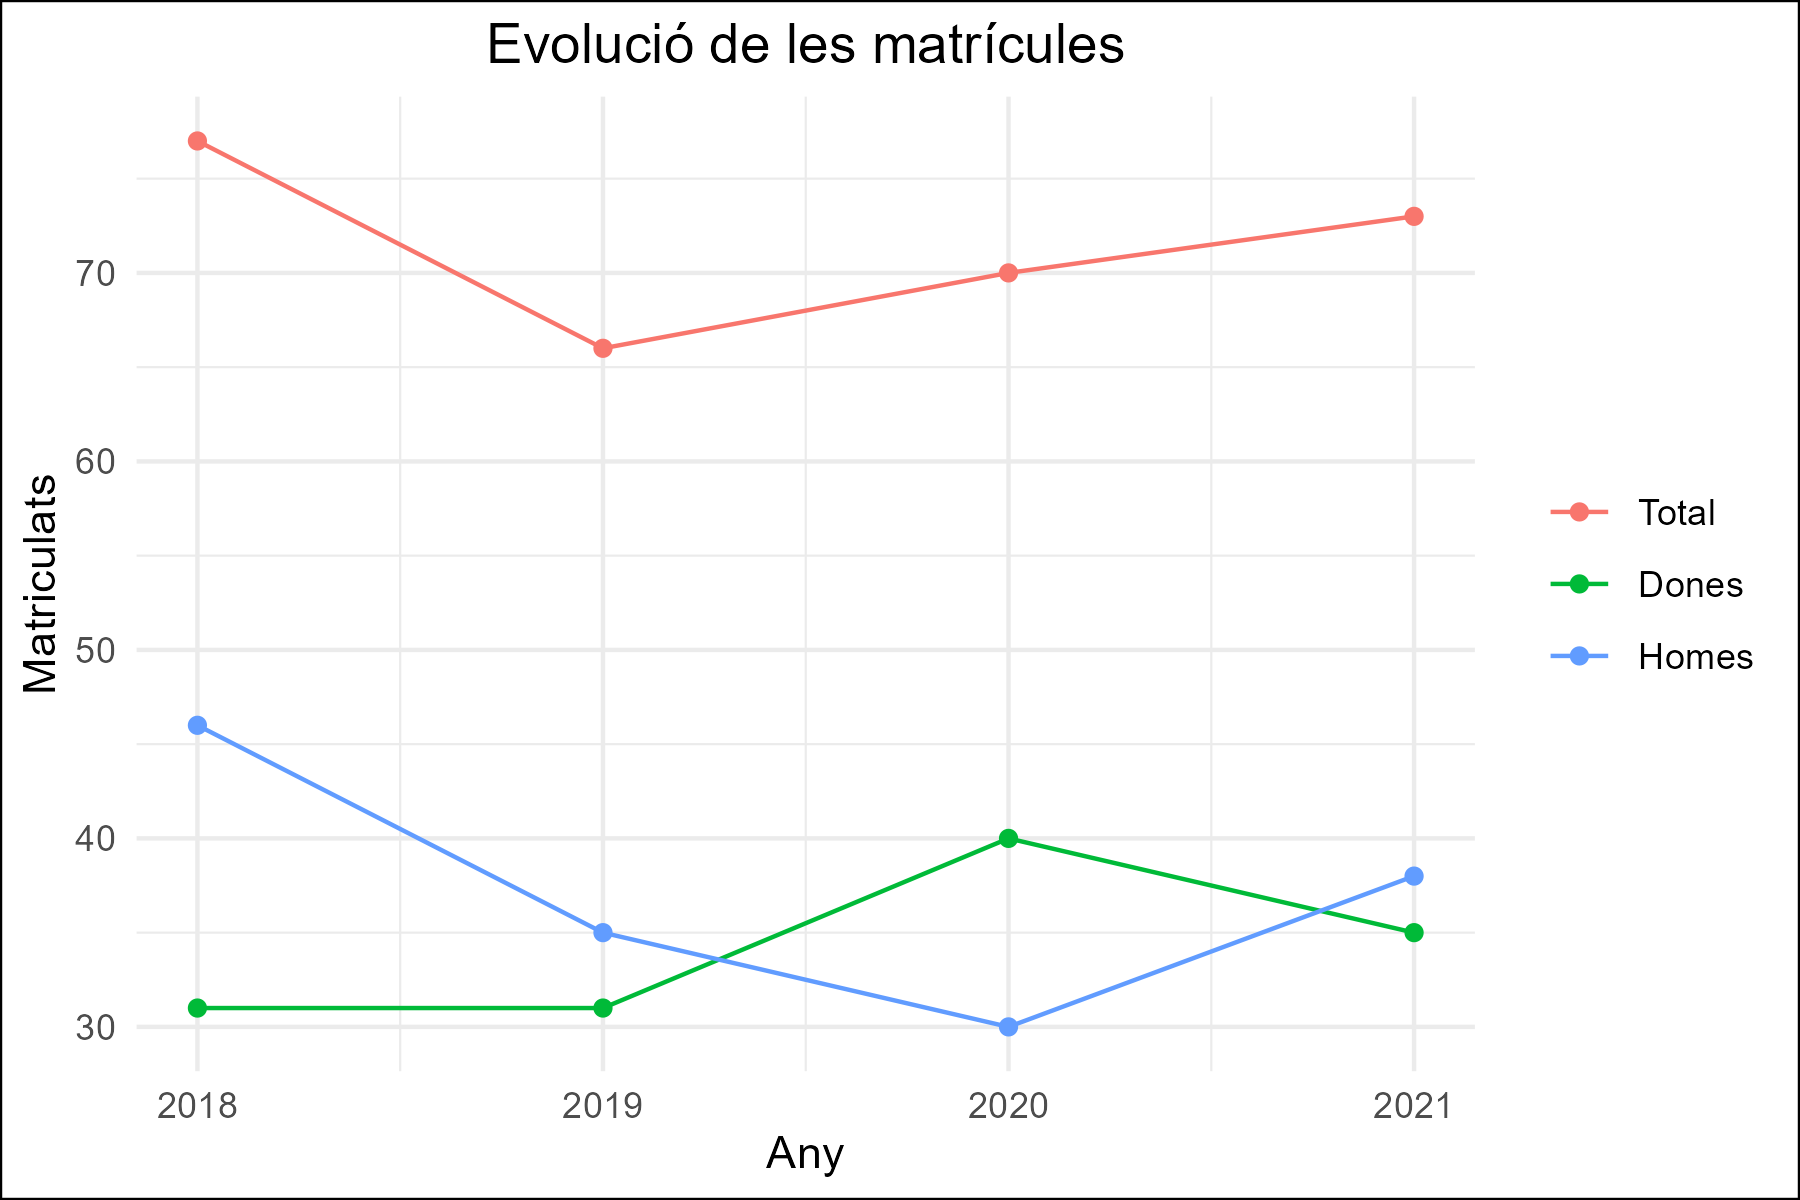 Evolució de les matrícules
Matriculats
70
60
50
40
30
2018 2019 2020 2021
Any
Total
Dones
Homes